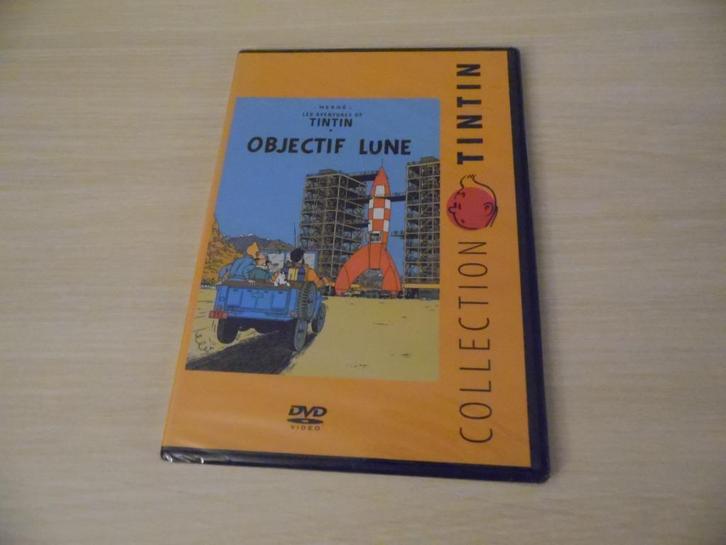 HERGÉ
LES AVENTURES DE
TINTIN
OBJECTIF LUNE
COLLECTION TINTIN
DVD
VIDEO